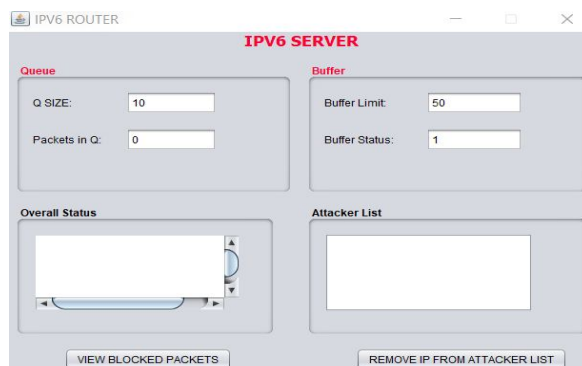 IPV6 ROUTER
IPV6 SERVER
Queue
Buffer
Q SIZE: 10
Buffer Limit: 50
Packets in Q: 0
Buffer Status: 1
Overall Status
Attacker List
VIEW BLOCKED PACKETS
REMOVE IP FROM ATTACKER LIST